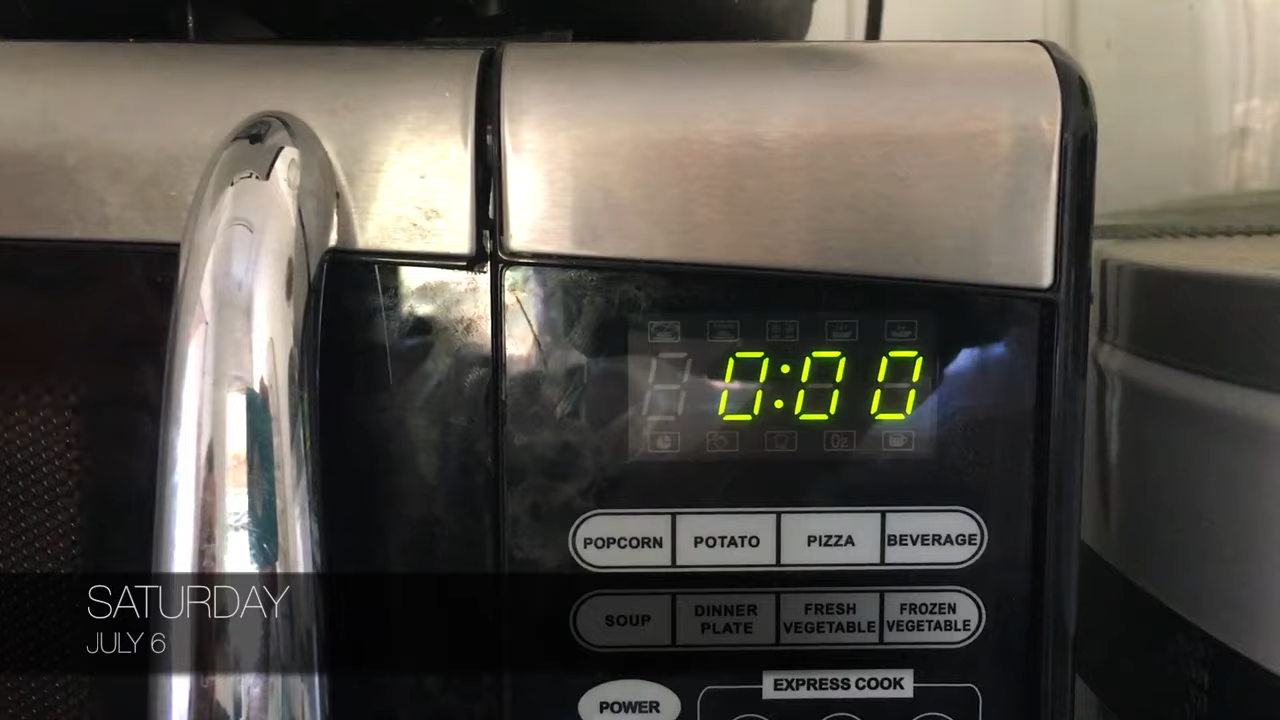 0:00
POPCORN POTATO PIZZA BEVERAGE
SOUP DINNER PLATE FRESH VEGETABLE FROZEN VEGETABLE
EXPRESS COOK
POWER
SATURDAY
JULY 6